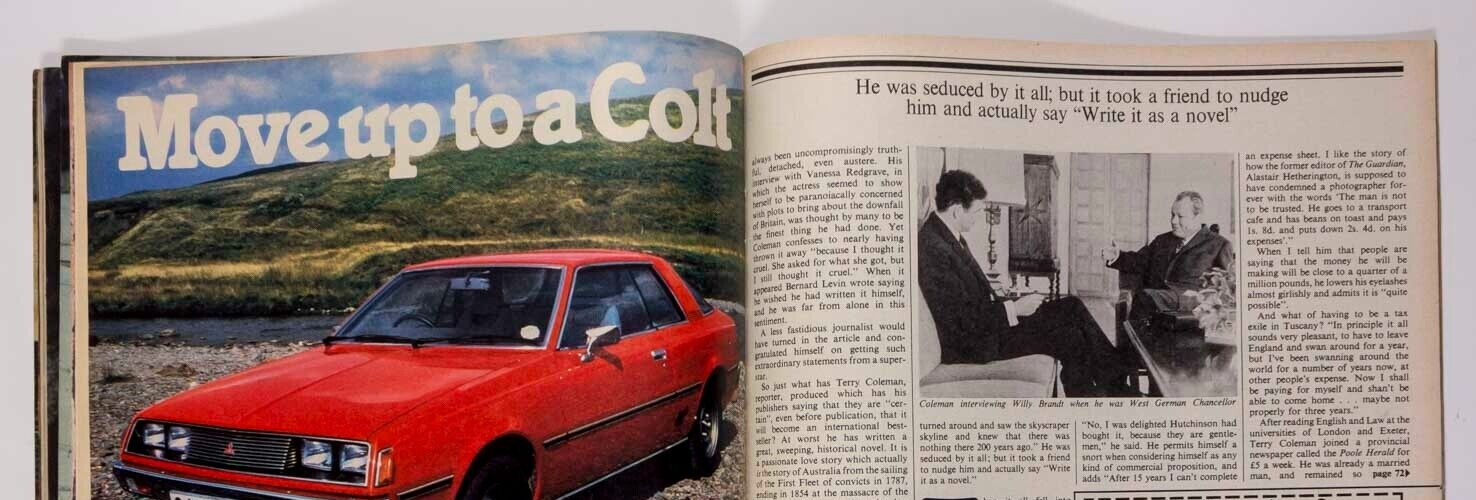 Move up to a Colt
He was seduced by it all; but it took a friend to nudge
him and actually say “Write it as a novel”
always been uncompromisingly truth-
ful, detached, even austere. His
interview with Vanessa Redgrave, in
which the actress seemed to show
herself to be paranoiacally concerned
with plots to bring about the downfall
of Britain, was thought by many to be
the finest thing he had done. Yet
Coleman confesses to nearly having
thrown it away “because I thought it
cruel. She asked for what she got, but
I still thought it cruel.” When it
appeared Bernard Levin wrote saying
he wished he had written it himself,
and he was far from alone in this
sentiment.
A less fastidious journalist would
have turned in the article and con-
gratulated himself on getting such
extraordinary statements from a super-
star.
So just what has Terry Coleman,
reporter, produced which has his
publishers saying that they are “cer-
tain”, even before publication, that it
will become an international best-
seller? At worst he has written a
great, sweeping, historical novel. It is
a passionate love story which actually
is the story of Australia from the sailing
of the First Fleet of convicts in 1787,
ending in 1854 at the massacre of the
Coleman interviewing Willy Brandt when he was West German Chancellor
turned around and saw the skyscraper
skyline and knew that there was
nothing there 200 years ago.” He was
seduced by it all; but it took a friend
to nudge him and actually say “Write
it as a novel.”
“No, I was delighted Hutchinson had
bought it, because they are gentle-
men,” he said. He permits himself a
snort when considering himself as any
kind of commercial proposition, and
adds “After 15 years I can’t complete
an expense sheet. I like the story of
how the former editor of The Guardian,
Alastair Hetherington, is supposed to
have condemned a photographer for-
ever with the words ‘The man is not
to be trusted. He goes to a transport
cafe and has beans on toast and pays
1s. 8d. and puts down 2s. 4d. on his
expenses’.”
When I tell him that people are
saying that the money he will be
making will be close to a quarter of a
million pounds, he lowers his eyelashes
almost girlishly and admits it is “quite
possible”.
And what of having to be a tax
exile in Tuscany? “In principle it all
sounds very pleasant, to have to leave
England and swan around for a year,
but I’ve been swanning around the
world for a number of years now, at
other people’s expense. Now I shall
be paying for myself and shan’t be
able to come home . . . maybe not
properly for three years.”
After reading English and Law at the
universities of London and Exeter,
Terry Coleman joined a provincial
newspaper called the Poole Herald for
£5 a week. He was already a married
man, and remained so page 72